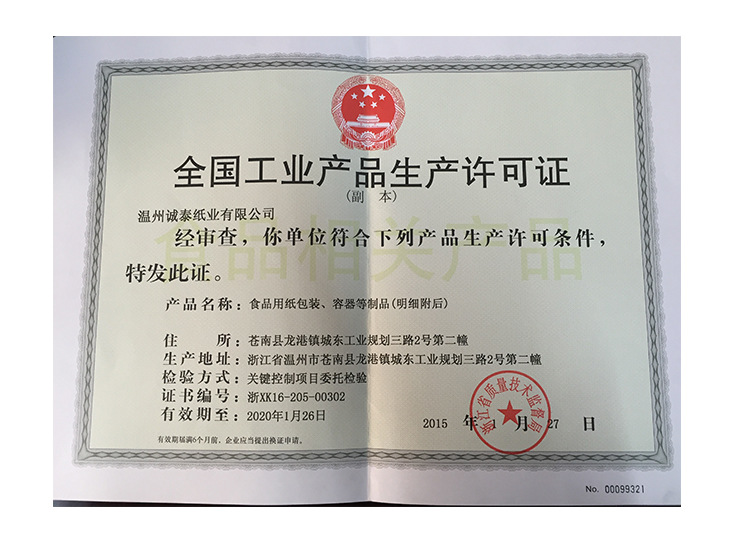 全国工业产品生产许可证
(副 本)
温州诚泰纸业有限公司
食品相关产品
经审查，你单位符合下列产品生产许可条件，
特发此证。
产品名称：食品用纸包装、容器等制品(明细附后)
住 所：苍南县龙港镇城东工业规划三路2号第二幢
生产地址：浙江省温州市苍南县龙港镇城东工业规划三路2号第二幢
检验方式：关键控制项目委托检验
证书编号：浙XK16-205-00302
有效期至：2020年1月26日
2015 年 1 月 27 日
浙江省质量技术监督局
有效期届满6个月前、企业应当提出换证申请。
No. 00099321